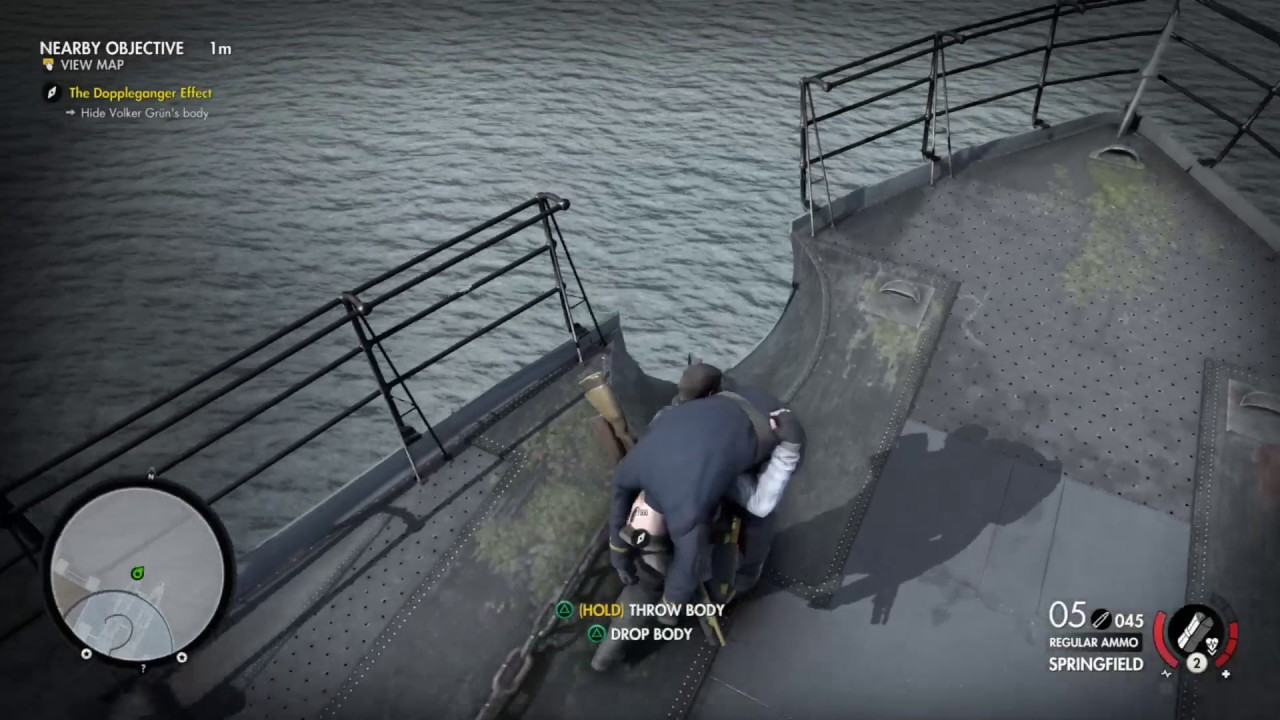 NEARBY OBJECTIVE 1m
VIEW MAP
The Doppleganger Effect
Hide Volker Grün's body
N
1m
(HOLD) THROW BODY
DROP BODY
05 045
REGULAR AMMO
SPRINGFIELD
2
?